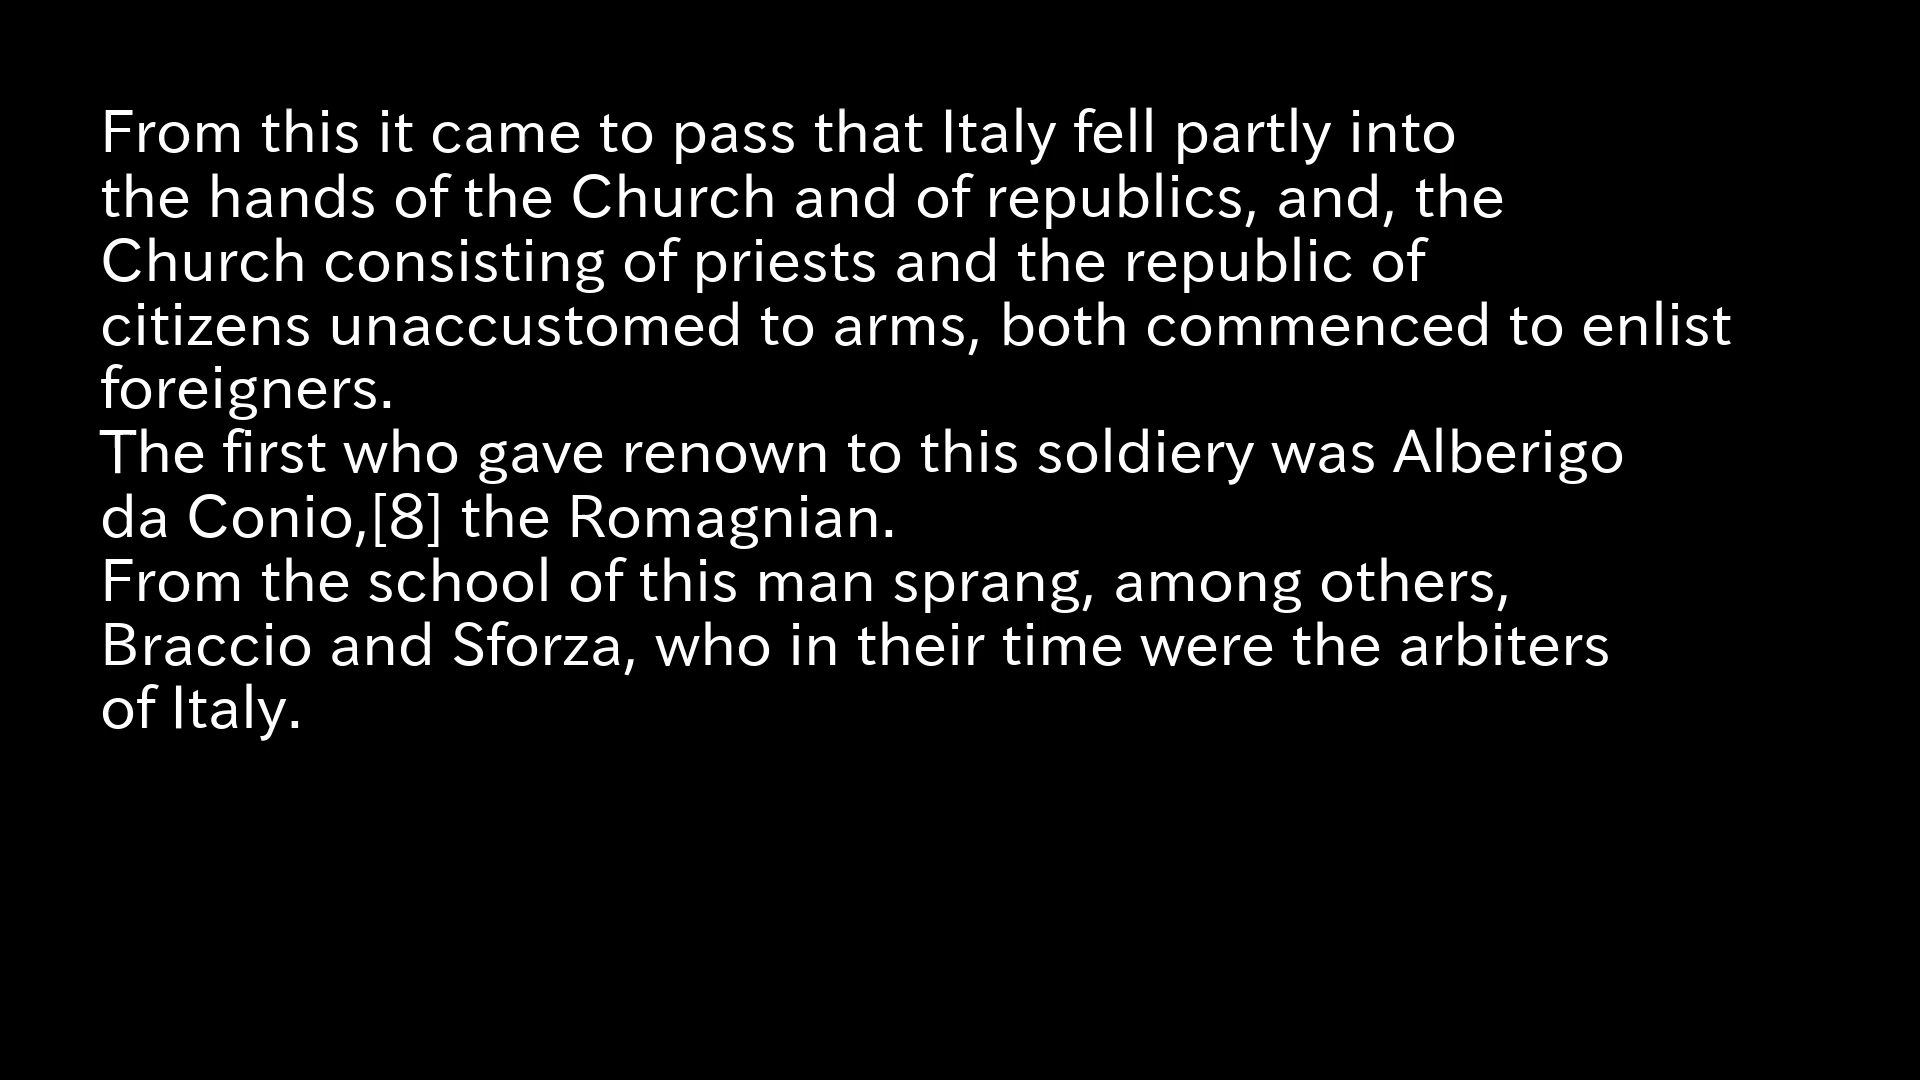 From this it came to pass that Italy fell partly into
the hands of the Church and of republics, and, the
Church consisting of priests and the republic of
citizens unaccustomed to arms, both commenced to enlist
foreigners.
The first who gave renown to this soldiery was Alberigo
da Conio,[8] the Romagnian.
From the school of this man sprang, among others,
Braccio and Sforza, who in their time were the arbiters
of Italy.